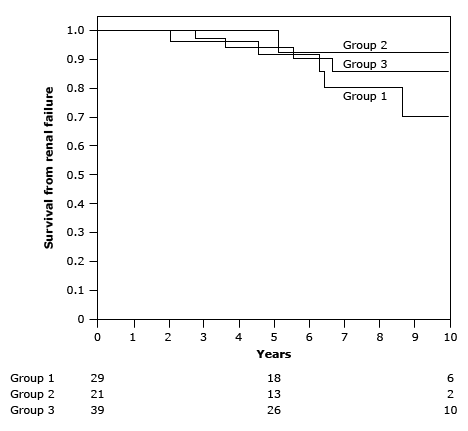 Survival from renal failure
1.0
0.9
0.8
0.7
0.6
0.5
0.4
0.3
0.2
0.1
0
Group 2
Group 3
Group 1
0 1 2 3 4 5 6 7 8 9 10
Years
Group 1 29 18 6
Group 2 21 13 2
Group 3 39 26 10